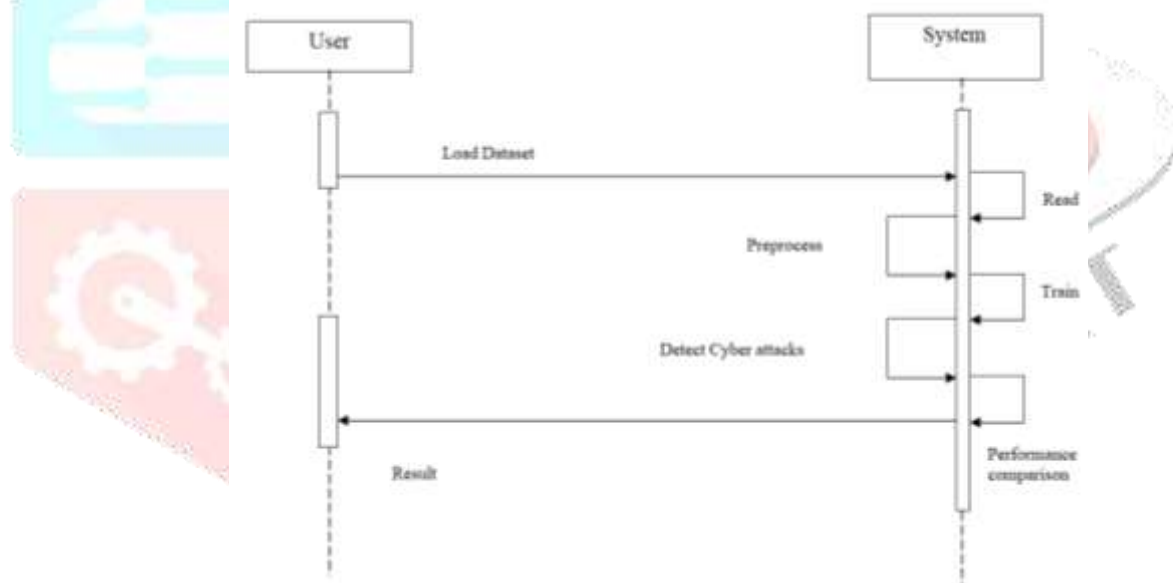 User
System
Load Dataset
Read
Preprocess
Train
Detect Cyber attacks
Performance
comparison
Result